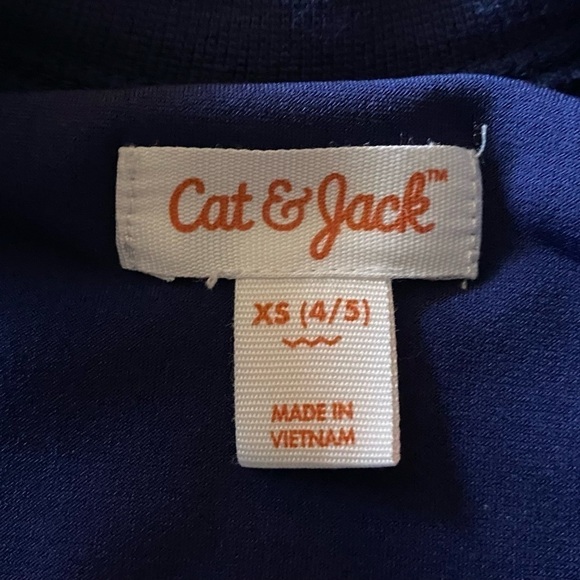 Cat & Jack™
XS (4/5)
MADE IN
VIETNAM